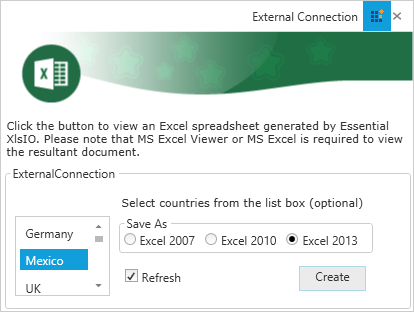 External Connection
X
Click the button to view an Excel spreadsheet generated by Essential
XlsIO. Please note that MS Excel Viewer or MS Excel is required to view
the resultant document.
ExternalConnection
Select countries from the list box (optional)
Germany
Mexico
UK
Save As
Excel 2007 Excel 2010 Excel 2013
Refresh
Create